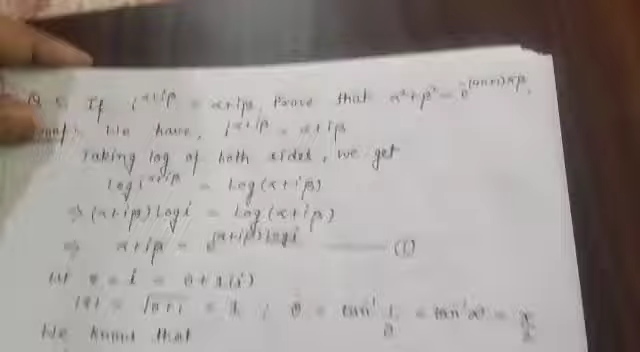 Q 5. If i^α+iβ = α+iβ, Prove that α²+β² = e^-(4n+1)πβ.
Proof: We have, i^α+iβ = α+iβ
Taking log of both sides, we get
log i^α+iβ = Log(α+iβ)
⇒ (α+iβ) Log i = Log(α+iβ)
⇒ α+iβ = e^(α+iβ) Log i ——— (1)
= i = 0+1(i)
= √0+1 = 1 ; θ = tan⁻¹ 1/0 = tan⁻¹ ∞ = π/2
We know that